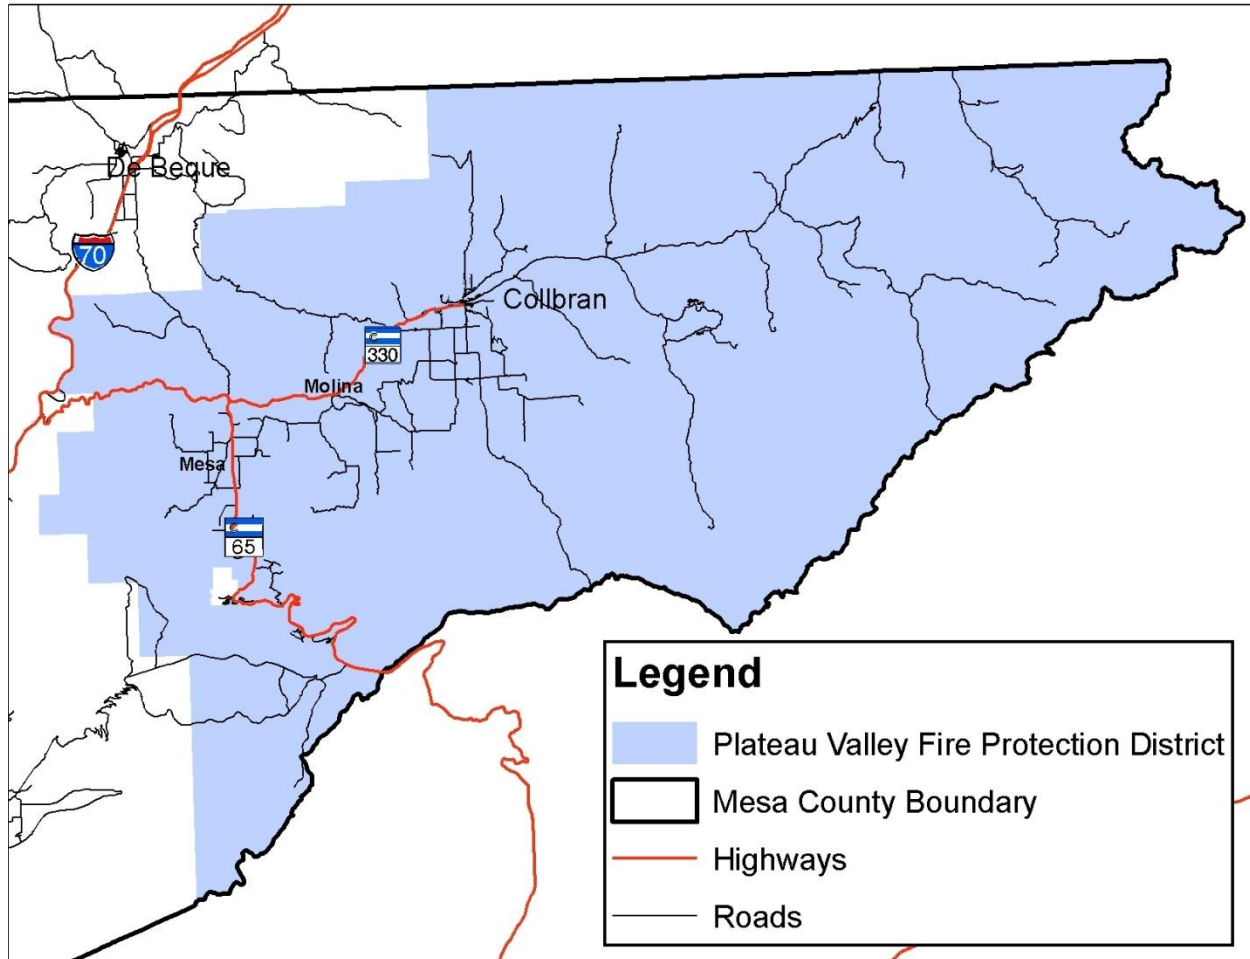 De Beque
70
Collbran
330
Molina
Mesa
65
Legend
Plateau Valley Fire Protection District
Mesa County Boundary
Highways
Roads